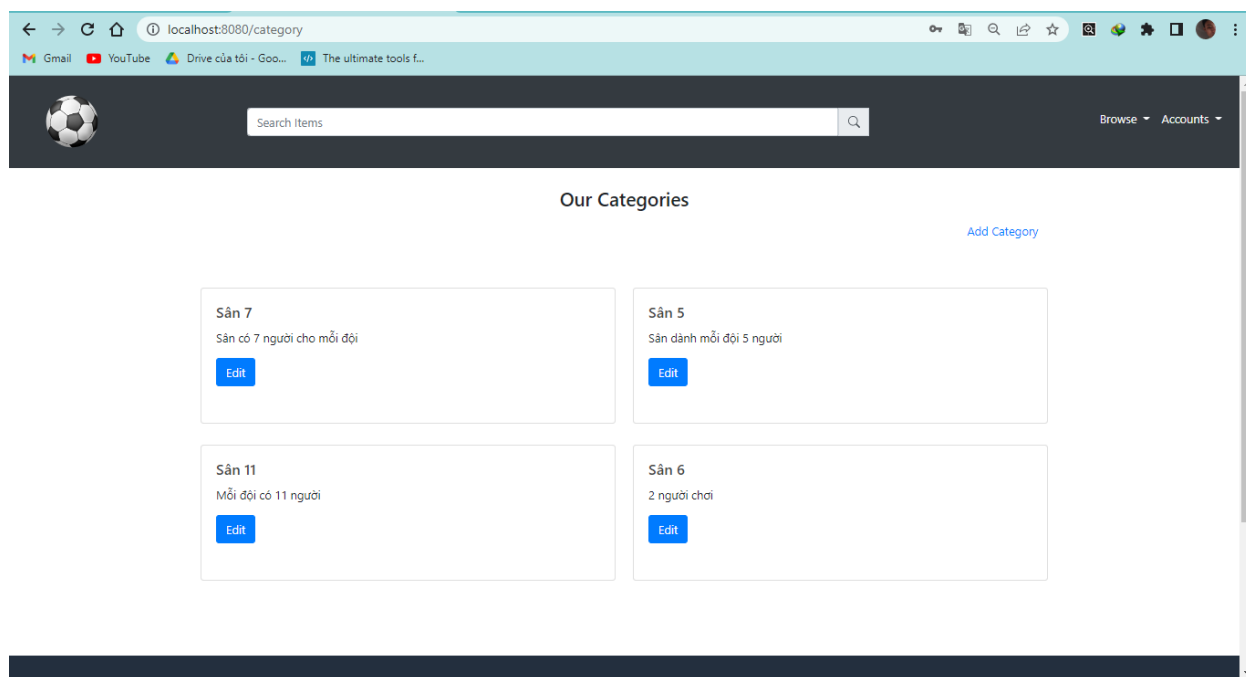 localhost:8080/category
Gmail YouTube Drive của tôi - Goo... The ultimate tools f...
Search Items
Browse Accounts
Our Categories
Add Category
Sân 7
Sân có 7 người cho mỗi đội
Edit
Sân 5
Sân dành mỗi đội 5 người
Edit
Sân 11
Mỗi đội có 11 người
Edit
Sân 6
2 người chơi
Edit